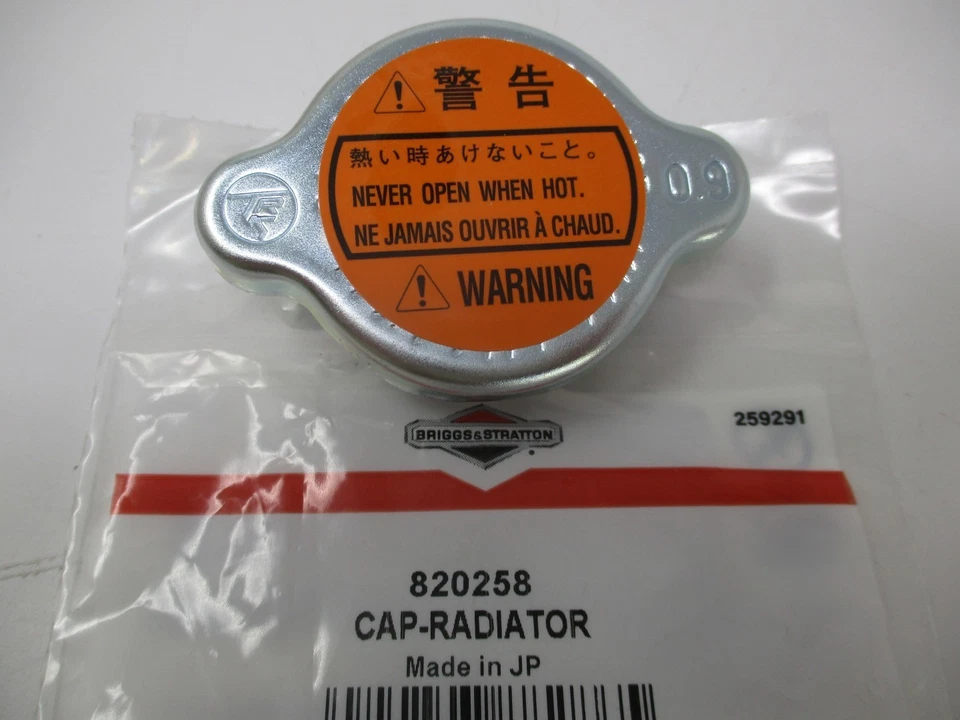 警告
熱い時あけないこと。
NEVER OPEN WHEN HOT.
NE JAMAIS OUVRIR À CHAUD.
WARNING
0.9
BRIGGS&STRATTON
259291
820258
CAP-RADIATOR
Made in JP